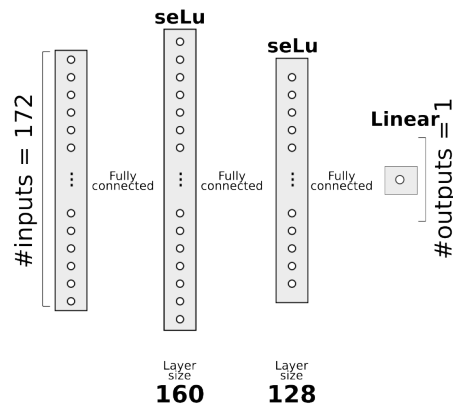 seLu
seLu
Linear
#inputs = 172
Fully
connected
Fully
connected
Fully
connected
#outputs = 1
Layer
size
160
Layer
size
128